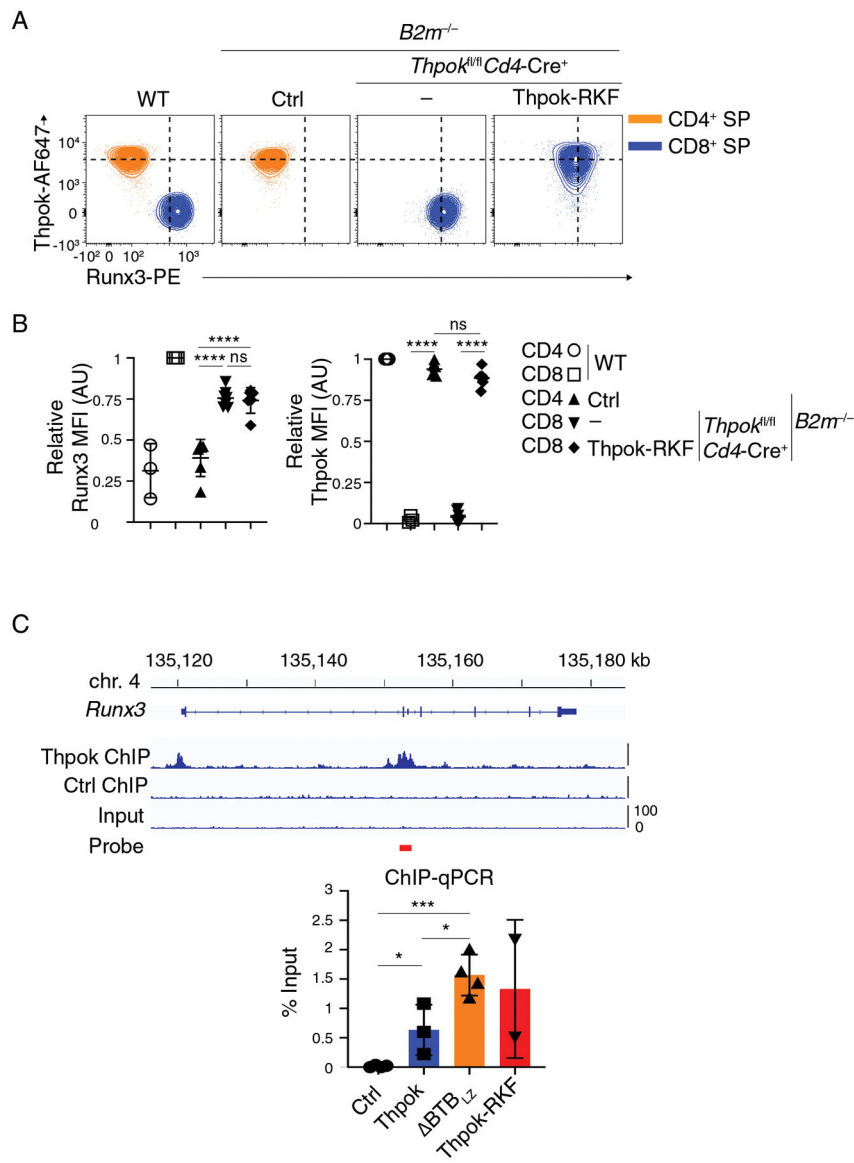 A
B2m–/–
Thpokfl/flCd4-Cre+
WT
Ctrl
–
Thpok-RKF
CD4+ SP
CD8+ SP
Thpok-AF647→
104
103
0
-103
-102 0 102 103
Runx3-PE
B
Relative
Runx3 MFI (AU)
1
0.75
0.5
0.25
0
****
**** ns
Relative
Thpok MFI (AU)
1
0.75
0.5
0.25
0
ns
**** ****
CD4
CD8
WT
CD4 Ctrl
CD8 –
CD8 Thpok-RKF
Thpokfl/fl
Cd4-Cre+
B2m–/–
C
135,120 135,140 135,160 135,180 kb
chr. 4
Runx3
Thpok ChIP
Ctrl ChIP
Input
100
0
Probe
ChIP-qPCR
% Input
3
2.5
2
1.5
1
0.5
0
***
*
*
Ctrl
Thpok
ΔBTBLZ
Thpok-RKF